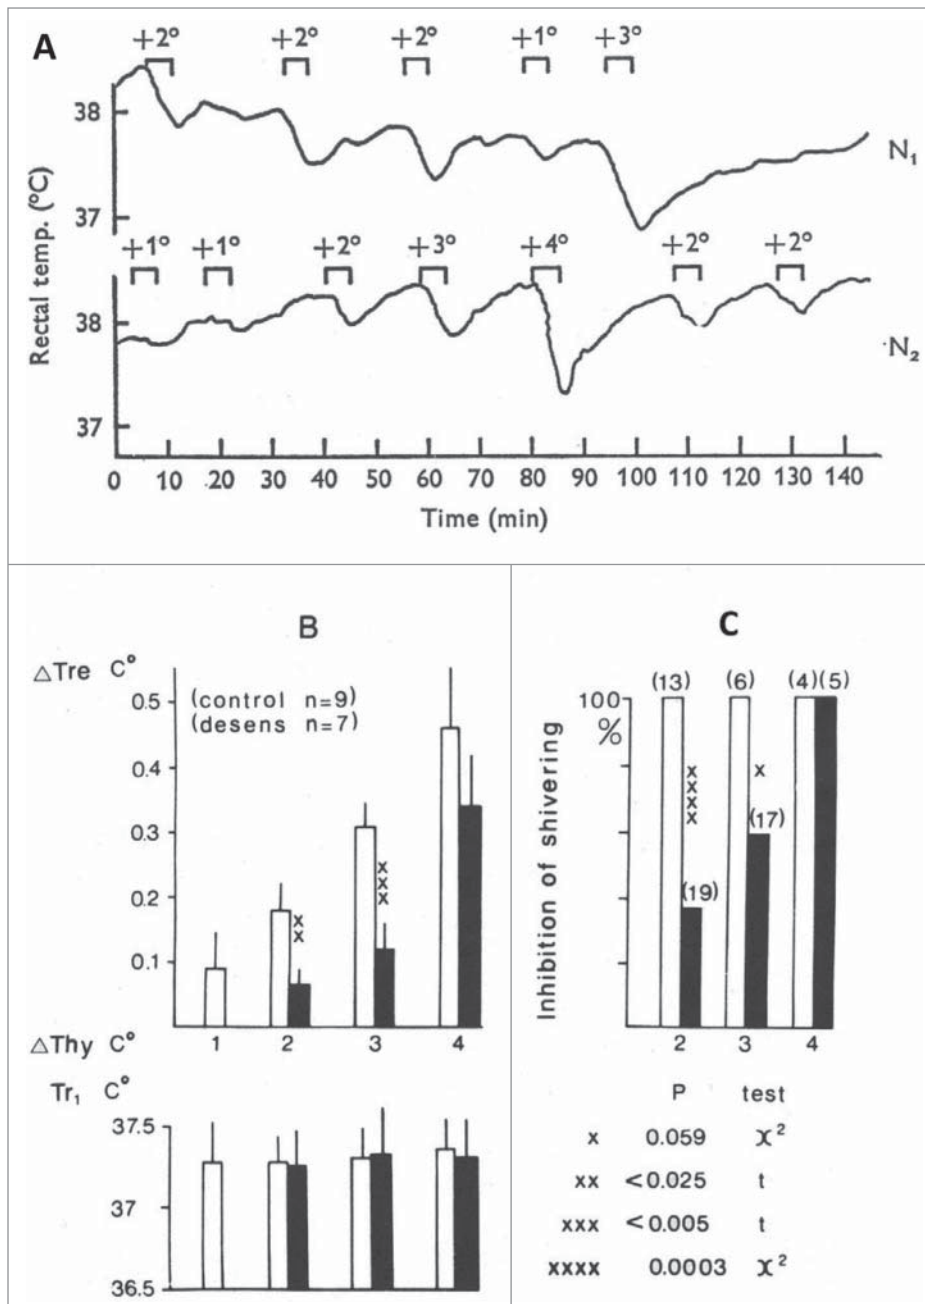 A
+2° +2° +2° +1° +3°
38
37
N₁
Rectal temp. (°C)
+1° +1° +2° +3° +4° +2° +2°
38
37
N₂
0 10 20 30 40 50 60 70 80 90 100 110 120 130 140
Time (min)
B
△Tre C°
(control n=9)
(desens n=7)
0.5
0.4
0.3
0.2
0.1
xx
xxx
△Thy C° 1 2 3 4
Tr₁ C°
37.5
37
36.5
C
Inhibition of shivering
100
%
(13) (6) (4) (5)
xxxx
x
(19)
(17)
2 3 4
P test
x 0.059 χ²
xx <0.025 t
xxx <0.005 t
xxxx 0.0003 χ²